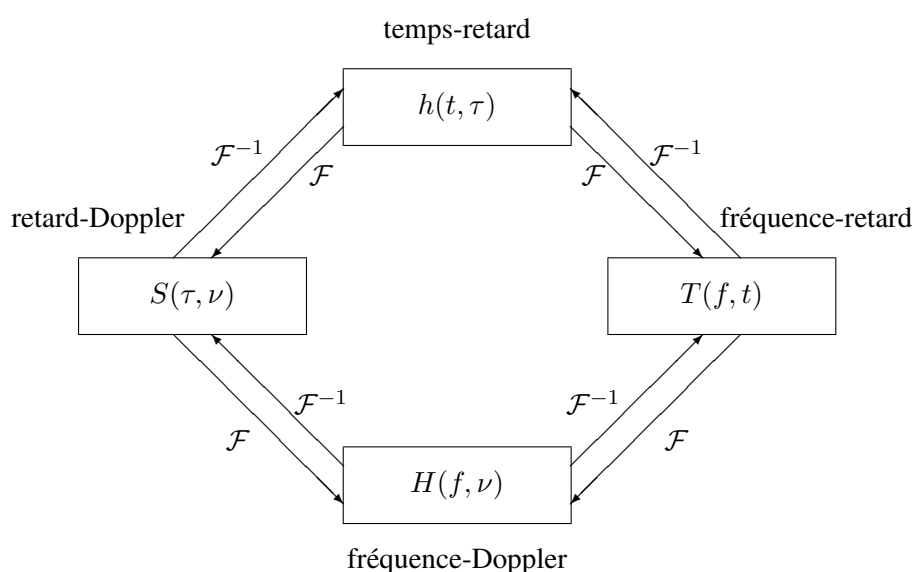 temps-retard
h(t, τ)
ℱ⁻¹
ℱ
ℱ
ℱ⁻¹
retard-Doppler
fréquence-retard
S(τ, ν)
T(f, t)
ℱ
ℱ⁻¹
ℱ⁻¹
ℱ
H(f, ν)
fréquence-Doppler